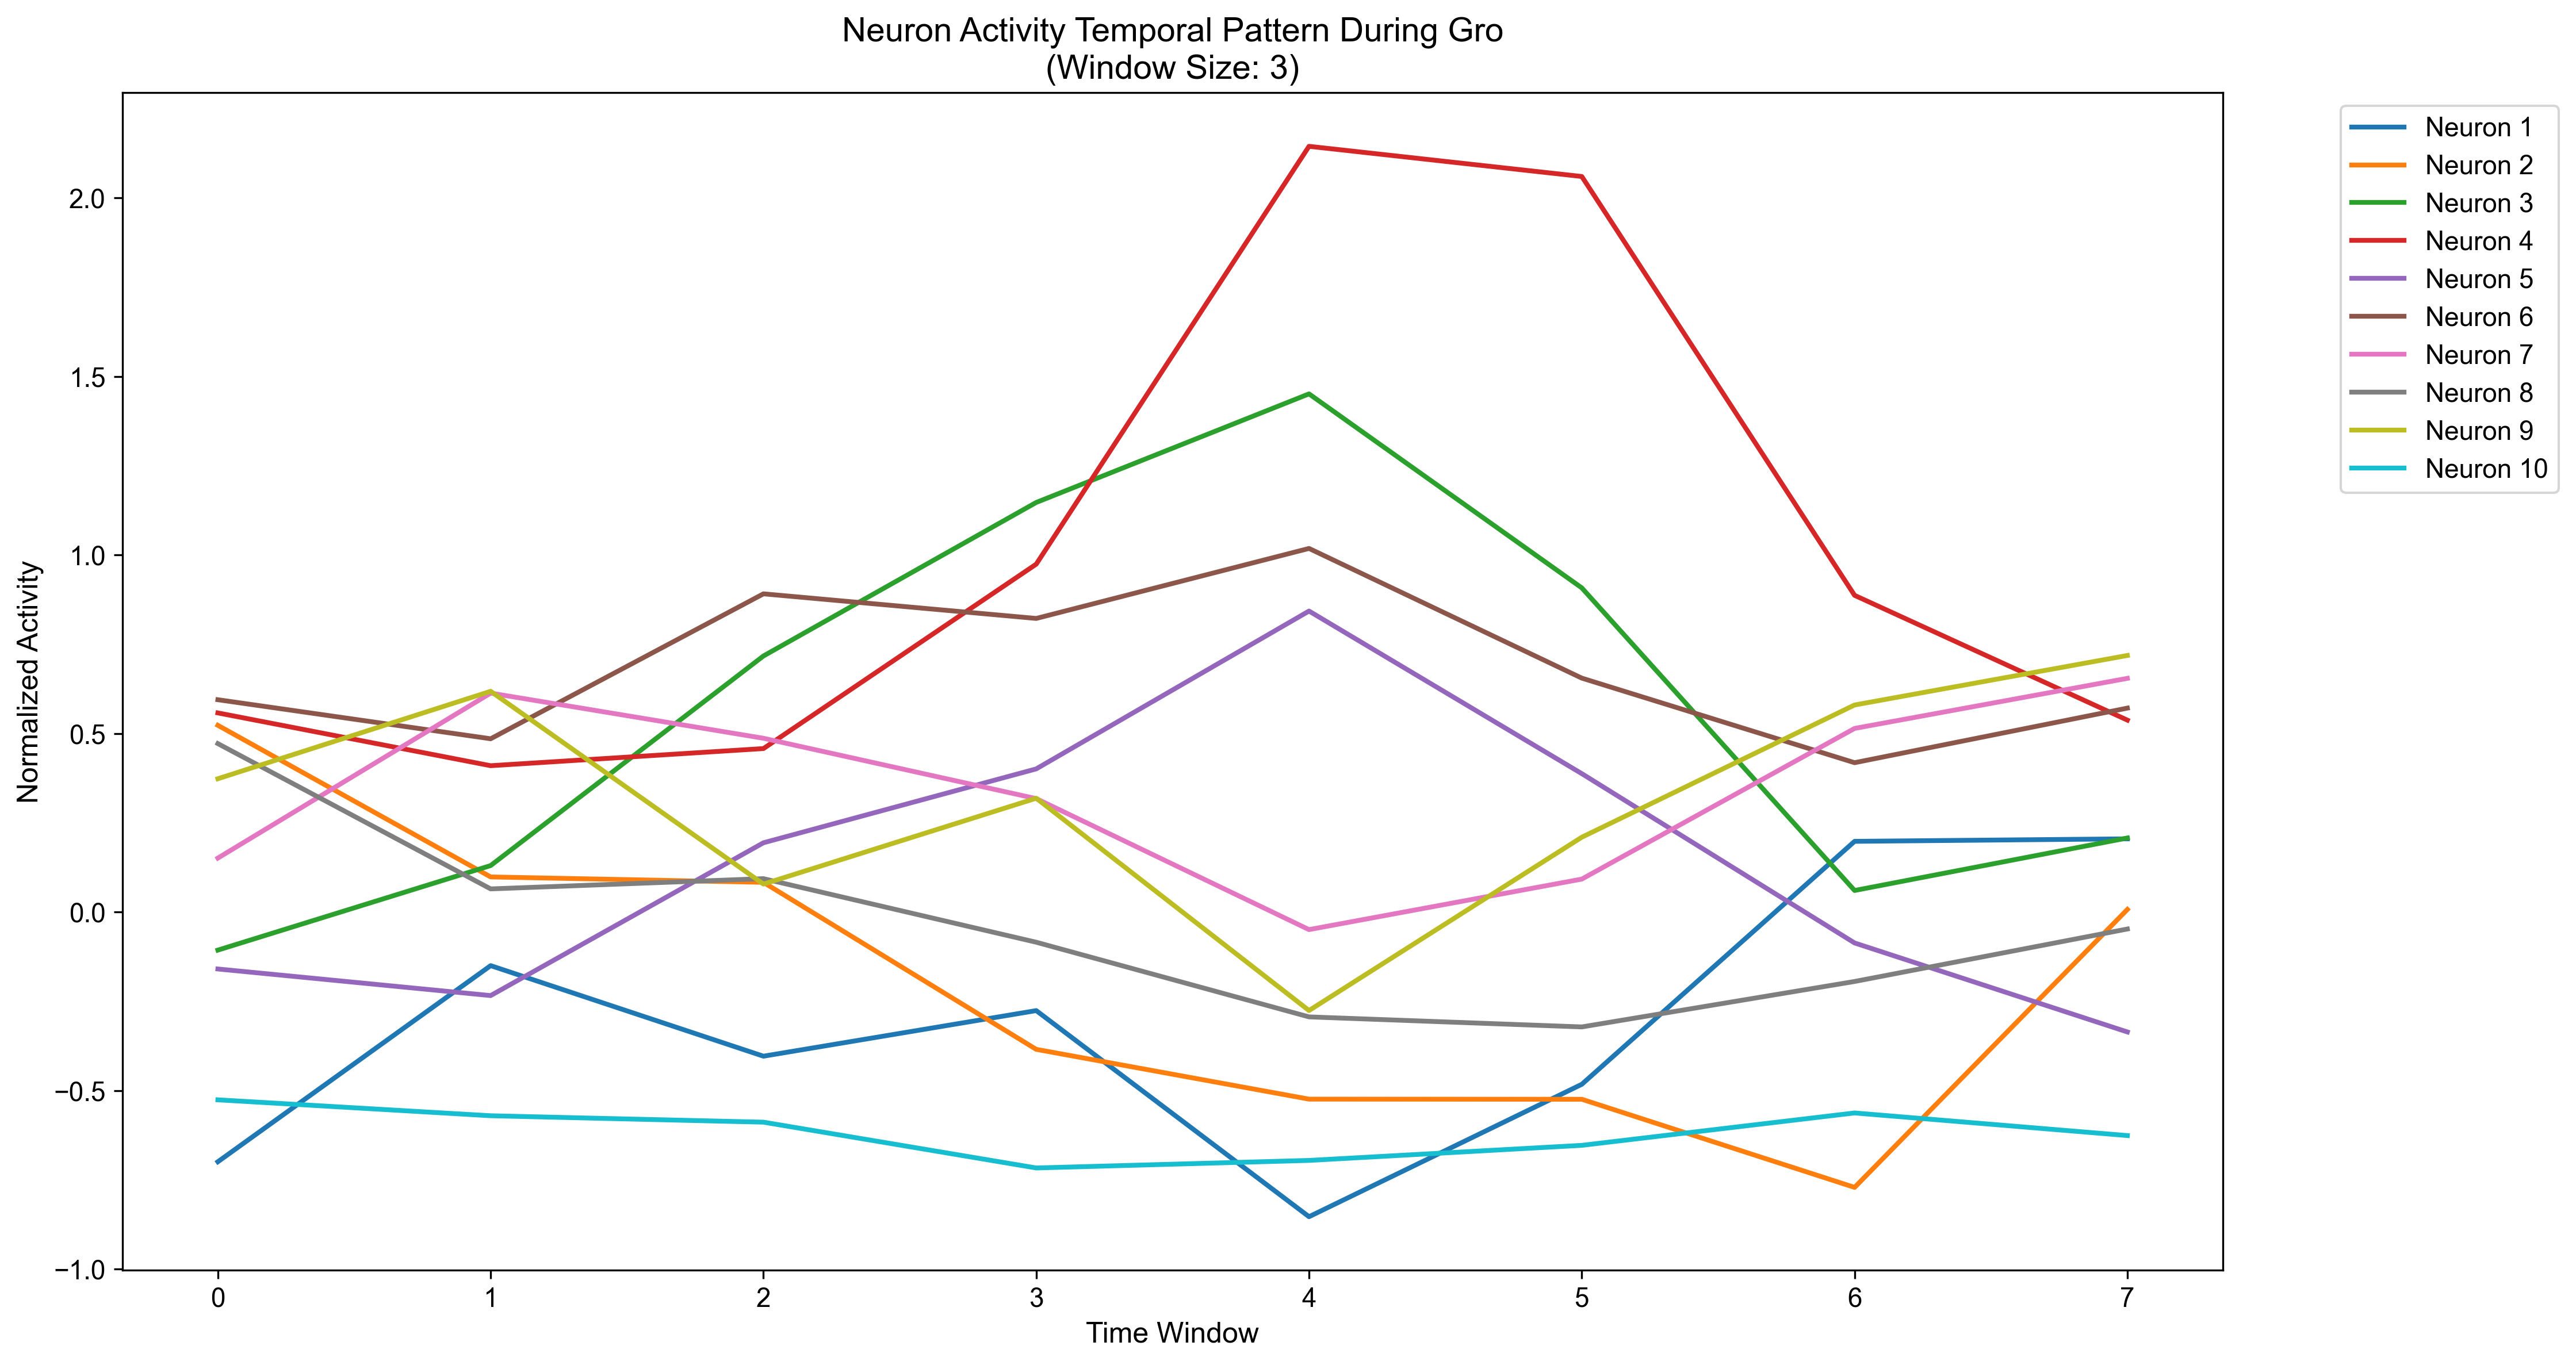 Neuron Activity Temporal Pattern During Gro
(Window Size: 3)
Normalized Activity
2.0
1.5
1.0
0.5
0.0
−0.5
−1.0
0 1 2 3 4 5 6 7
Time Window
Neuron 1
Neuron 2
Neuron 3
Neuron 4
Neuron 5
Neuron 6
Neuron 7
Neuron 8
Neuron 9
Neuron 10